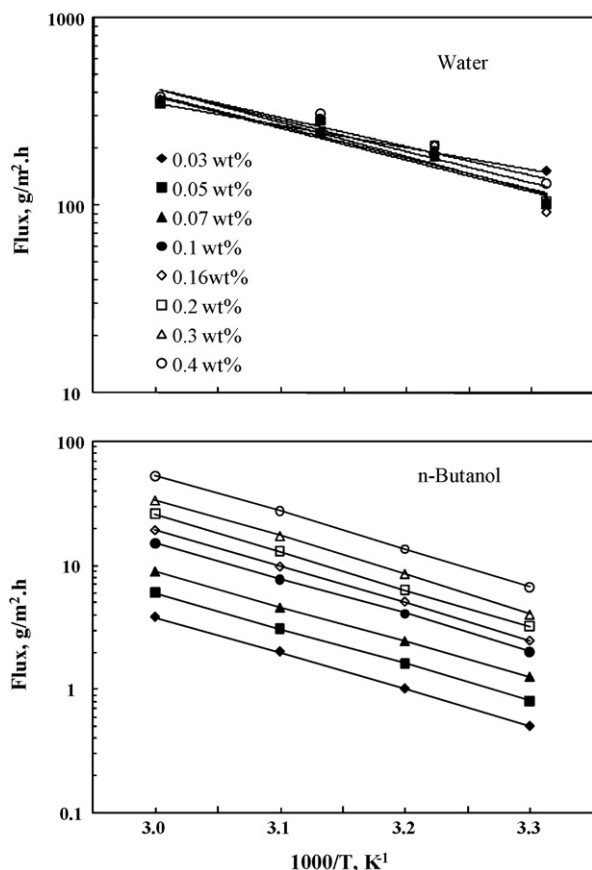 1000
Water
Flux, g/m².h
0.03 wt%
0.05 wt%
100
0.07 wt%
0.1 wt%
0.16wt%
0.2 wt%
0.3 wt%
0.4 wt%
10
100
n-Butanol
10
Flux, g/m².h
1
0.1
3.0 3.1 3.2 3.3
1000/T, K⁻¹